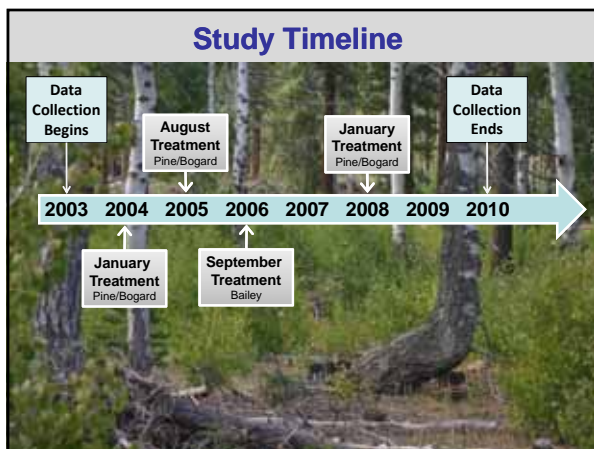 Study Timeline
Data
Collection
Begins
August
Treatment
Pine/Bogard
January
Treatment
Pine/Bogard
Data
Collection
Ends
2003 2004 2005 2006 2007 2008 2009 2010
January
Treatment
Pine/Bogard
September
Treatment
Bailey